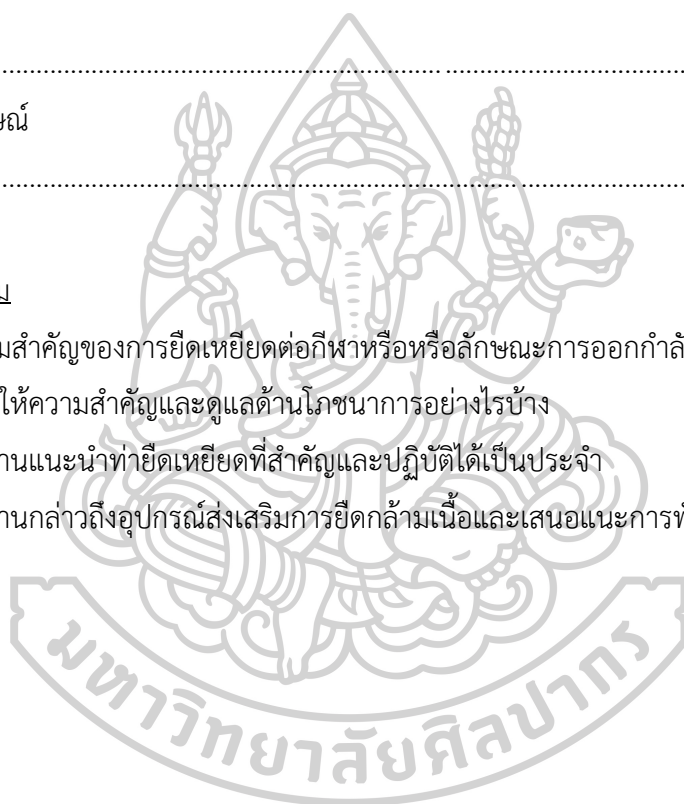 ........................................................................ ........................................
ษณ์
..................................................................................... ...........................
ม
มสำคัญของการยืดเหยียดต่อกีฬาหรือหรือลักษณะการออกกำลั
ให้ความสำคัญและดูแลด้านโภชนาการอย่างไรบ้าง
านแนะนำท่ายืดเหยียดที่สำคัญและปฏิบัติได้เป็นประจำ
านกล่าวถึงอุปกรณ์ส่งเสริมการยืดกล้ามเนื้อและเสนอแนะการพั
มหาวิทยาลัยศิลปากร